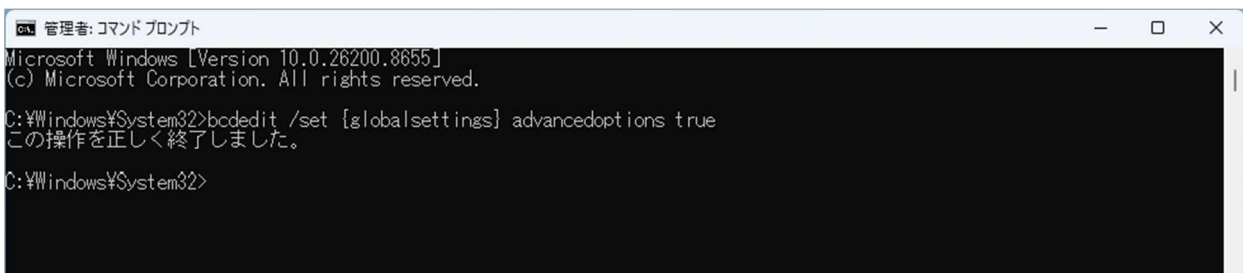 管理者: コマンド プロンプト
Microsoft Windows [Version 10.0.26200.8655]
(c) Microsoft Corporation. All rights reserved.
C:¥Windows¥System32>bcdedit /set {globalsettings} advancedoptions true
この操作を正しく終了しました。
C:¥Windows¥System32>